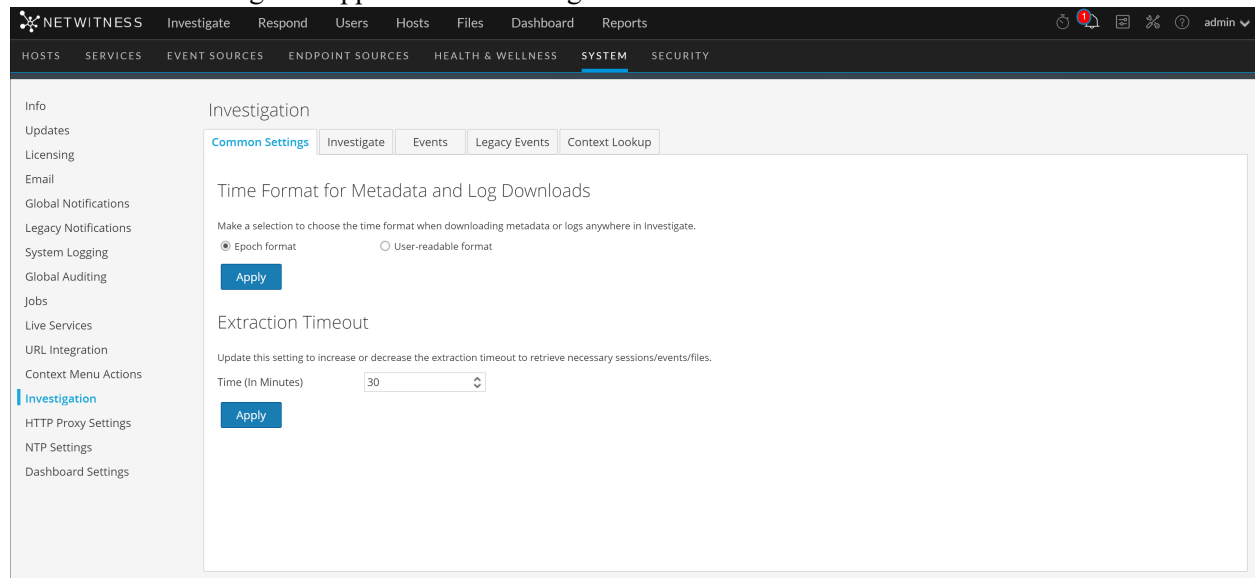 NETWITNESS Investigate Respond Users Hosts Files Dashboard Reports 1 admin
HOSTS SERVICES EVENT SOURCES ENDPOINT SOURCES HEALTH & WELLNESS SYSTEM SECURITY
Info
Updates
Licensing
Email
Global Notifications
Legacy Notifications
System Logging
Global Auditing
Jobs
Live Services
URL Integration
Context Menu Actions
Investigation
HTTP Proxy Settings
NTP Settings
Dashboard Settings
Investigation
Common Settings Investigate Events Legacy Events Context Lookup
Time Format for Metadata and Log Downloads
Make a selection to choose the time format when downloading metadata or logs anywhere in Investigate.
Epoch format User-readable format
Apply
Extraction Timeout
Update this setting to increase or decrease the extraction timeout to retrieve necessary sessions/events/files.
Time (In Minutes) 30
Apply